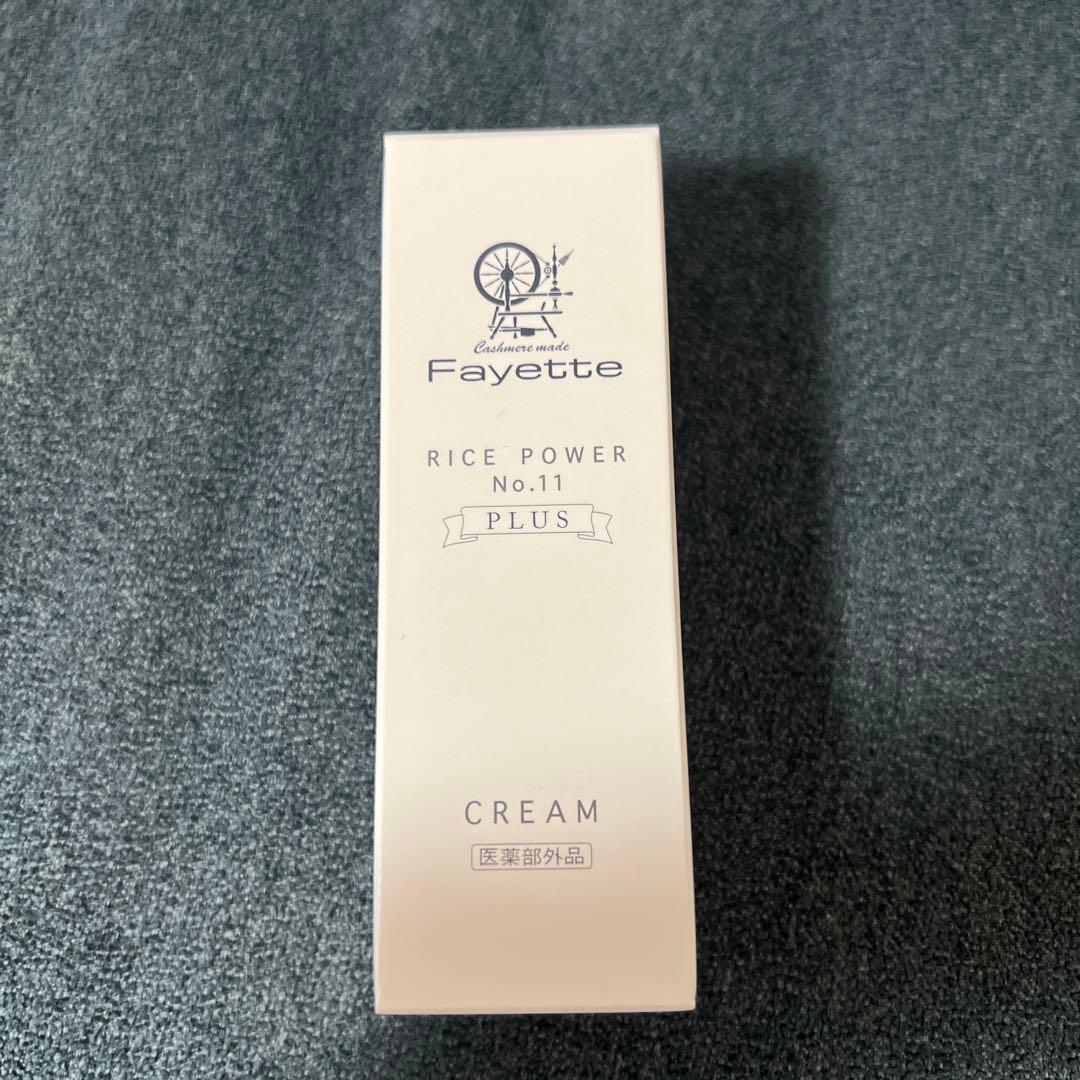 Cashmere made
Fayette
RICE POWER
No.11
PLUS
CREAM
医薬部外品